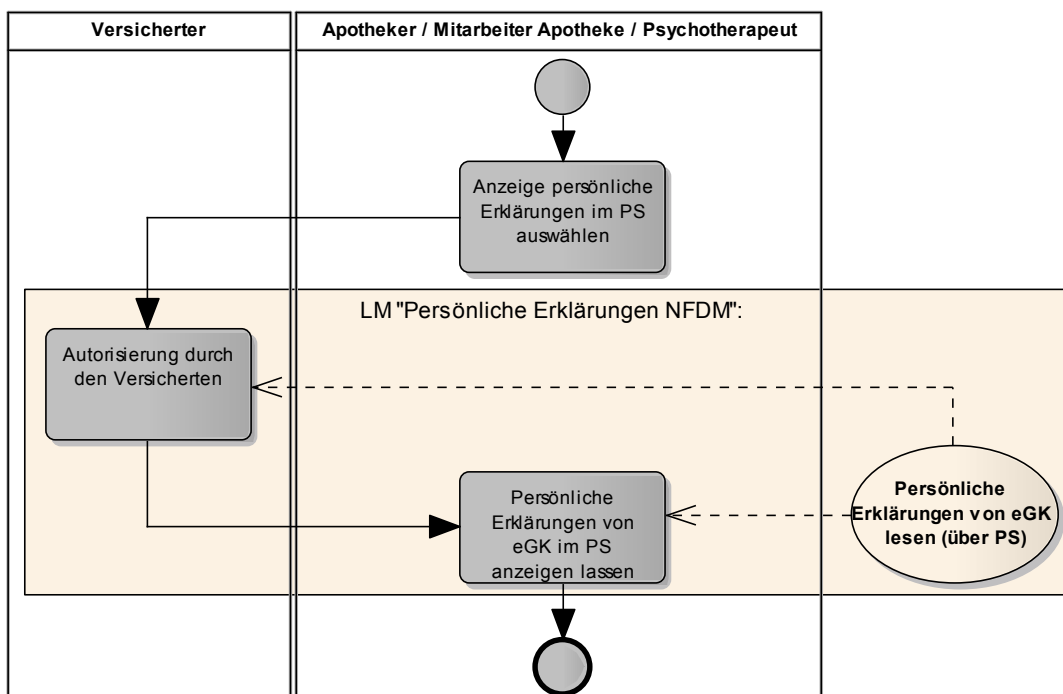 Versicherter
Apotheker / Mitarbeiter Apotheke / Psychotherapeut
Anzeige persönliche
Erklärungen im PS
auswählen
LM "Persönliche Erklärungen NFDM":
Autorisierung durch
den Versicherten
Persönliche
Erklärungen von
eGK im PS
anzeigen lassen
Persönliche
Erklärungen von eGK
lesen (über PS)